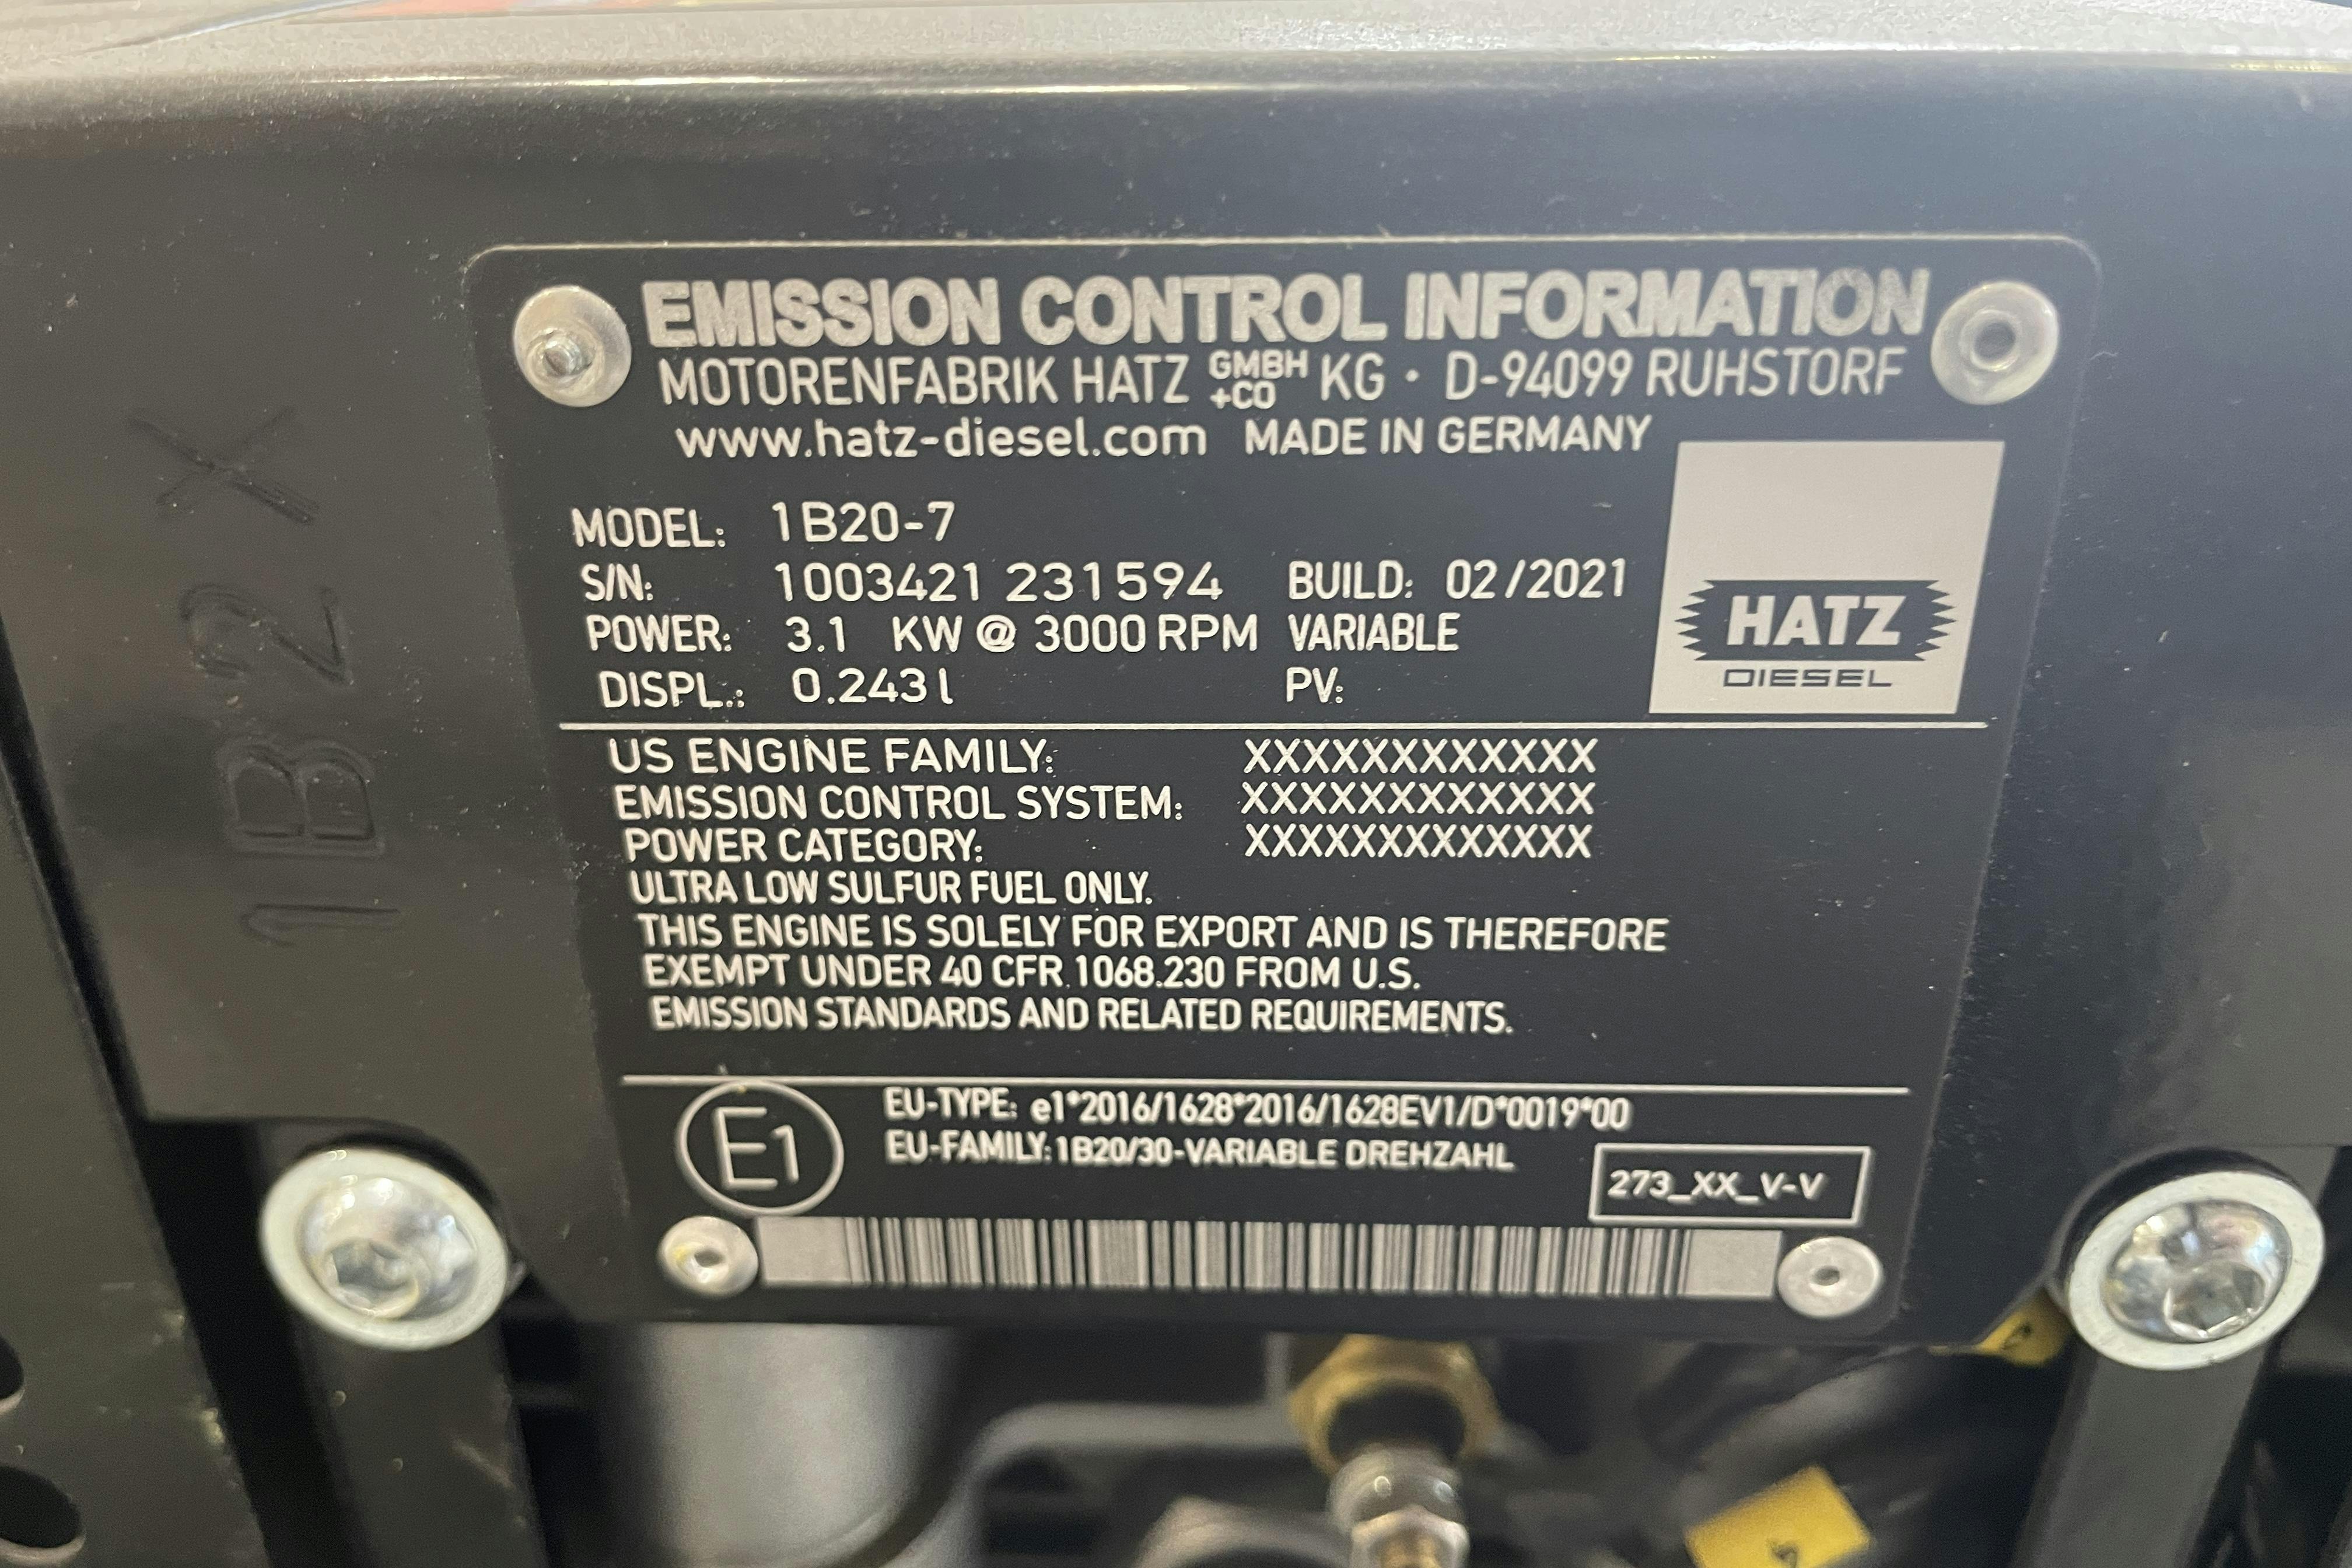 EMISSION CONTROL INFORMATION
MOTORENFABRIK HATZ GMBH +CO KG · D-94099 RUHSTORF
www.hatz-diesel.com MADE IN GERMANY
MODEL: 1B20-7
S/N: 1003421 231594 BUILD: 02/2021
POWER: 3.1 KW @ 3000 RPM VARIABLE
DISPL.: 0.243 l PV:
HATZ
DIESEL
US ENGINE FAMILY: XXXXXXXXXXXX
EMISSION CONTROL SYSTEM: XXXXXXXXXXXX
POWER CATEGORY: XXXXXXXXXXXXX
ULTRA LOW SULFUR FUEL ONLY.
THIS ENGINE IS SOLELY FOR EXPORT AND IS THEREFORE
EXEMPT UNDER 40 CFR 1068.230 FROM U.S.
EMISSION STANDARDS AND RELATED REQUIREMENTS.
E1
EU-TYPE: e1*2016/1628*2016/1628EV1/D*0019*00
EU-FAMILY: 1B20/30-VARIABLE DREHZAHL
273_XX_V-V
1B2X